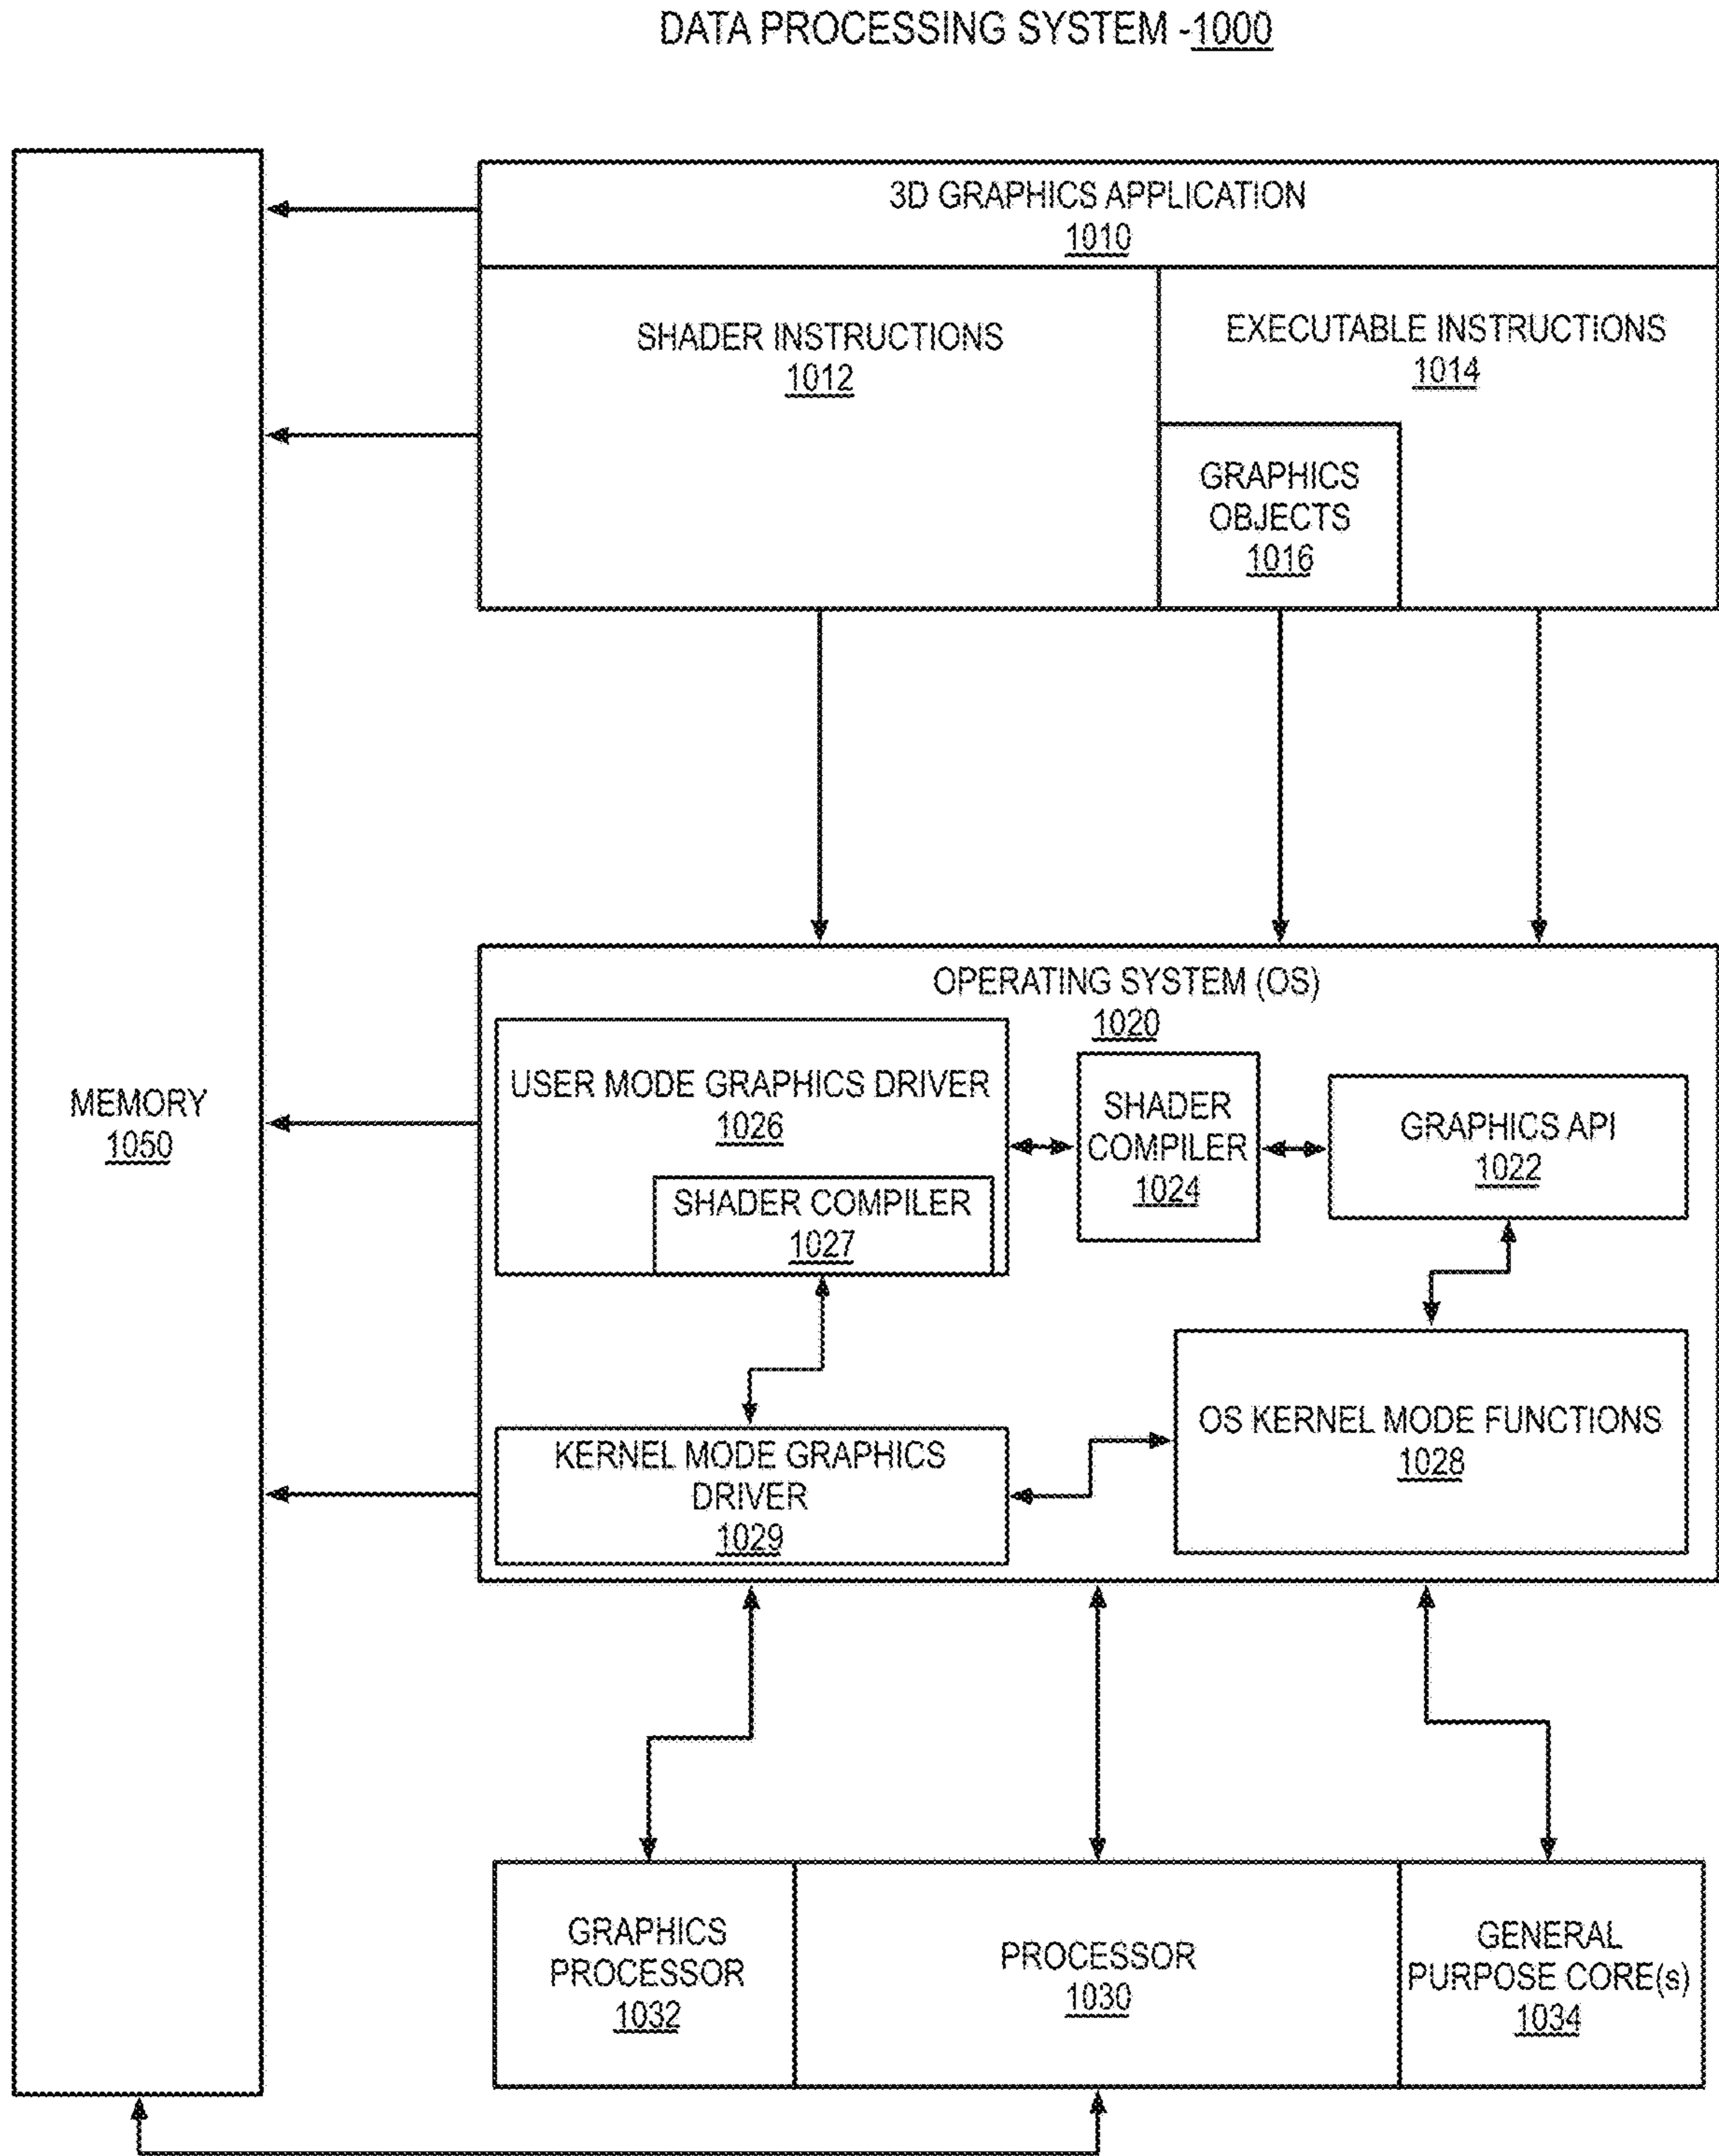 DATA PROCESSING SYSTEM -1000
3D GRAPHICS APPLICATION
1010
SHADER INSTRUCTIONS
1012
EXECUTABLE INSTRUCTIONS
1014
GRAPHICS
OBJECTS
1016
MEMORY
1050
OPERATING SYSTEM (OS)
1020
USER MODE GRAPHICS DRIVER
1026
SHADER COMPILER
1027
SHADER
COMPILER
1024
GRAPHICS API
1022
KERNEL MODE GRAPHICS
DRIVER
1029
OS KERNEL MODE FUNCTIONS
1028
GRAPHICS
PROCESSOR
1032
PROCESSOR
1030
GENERAL
PURPOSE CORE(s)
1034